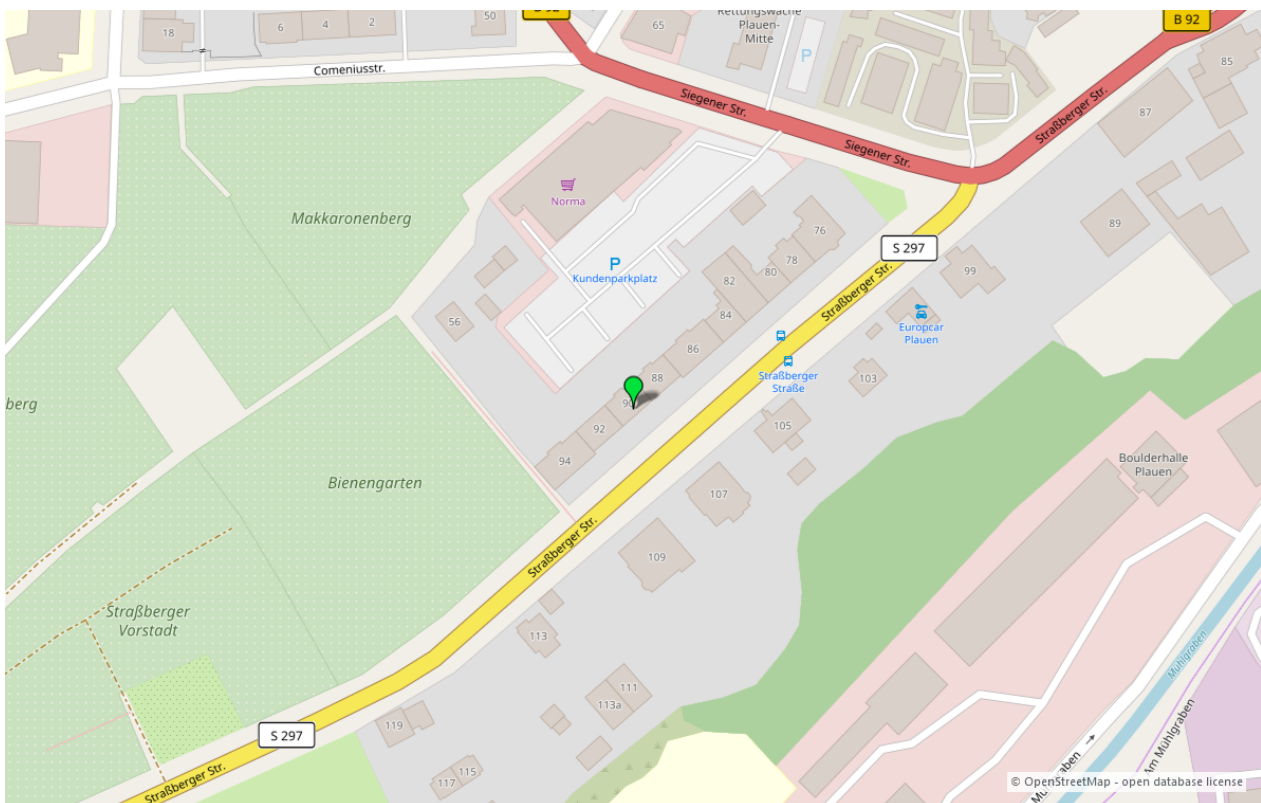 B 92
18
6
4
2
50
65
Rettungswache
Plauen-
Mitte
P
B 92
85
Comeniusstr.
Siegener Str.
Straßberger Str.
87
Siegener Str.
Norma
Makkaronenberg
76
S 297
89
P
Kundenparkplatz
78
80
82
99
Straßberger Str.
84
56
Europcar
Plauen
86
Straßberger
Straße
88
103
berg
90
92
105
94
Boulderhalle
Plauen
Bienengarten
107
Straßberger Str.
109
Straßberger
Vorstadt
113
Mühlgraben
111
113a
119
S 297
115
117
Straßberger Str.
Am Mühlgraben
© OpenStreetMap - open database license